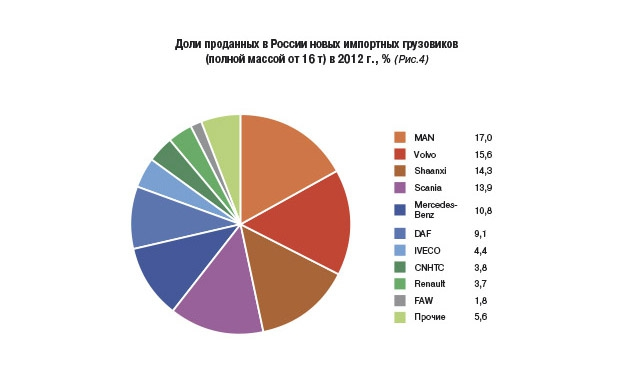 Доли проданных в России новых импортных грузовиков
(полной массой от 16 т) в 2012 г., % (Рис.4)
MAN 17,0
Volvo 15,6
Shaanxi 14,3
Scania 13,9
Mercedes-
Benz 10,8
DAF 9,1
IVECO 4,4
CNHTC 3,8
Renault 3,7
FAW 1,8
Прочие 5,6